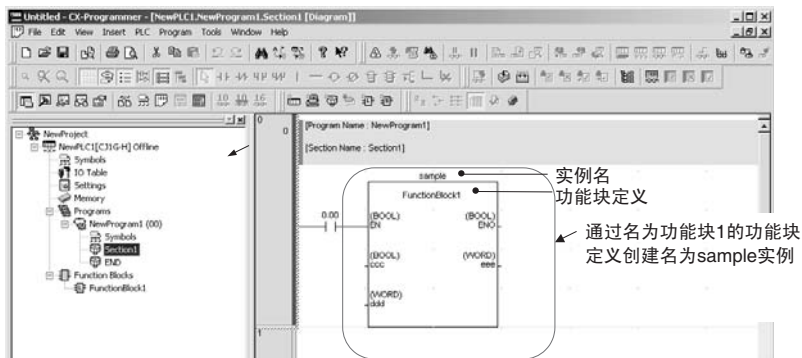 Untitled - CX-Programmer - [NewPLC1.NewProgram1.Section1 [Diagram]]
File Edit View Insert PLC Program Tools Window Help
NewProject
NewPLC1[CJ1G-H] Offline
Symbols
IO Table
Settings
Memory
Programs
NewProgram1 (00)
Symbols
Section1
END
Function Blocks
FunctionBlock1
0
0
[Program Name : NewProgram1]
[Section Name : Section1]
sample
实例名
FunctionBlock1
功能块定义
0.00
(BOOL)
EN
(BOOL)
ENO
通过名为功能块1的功能块
定义创建名为sample实例
(BOOL)
ccc
(WORD)
eee
(WORD)
ddd
1